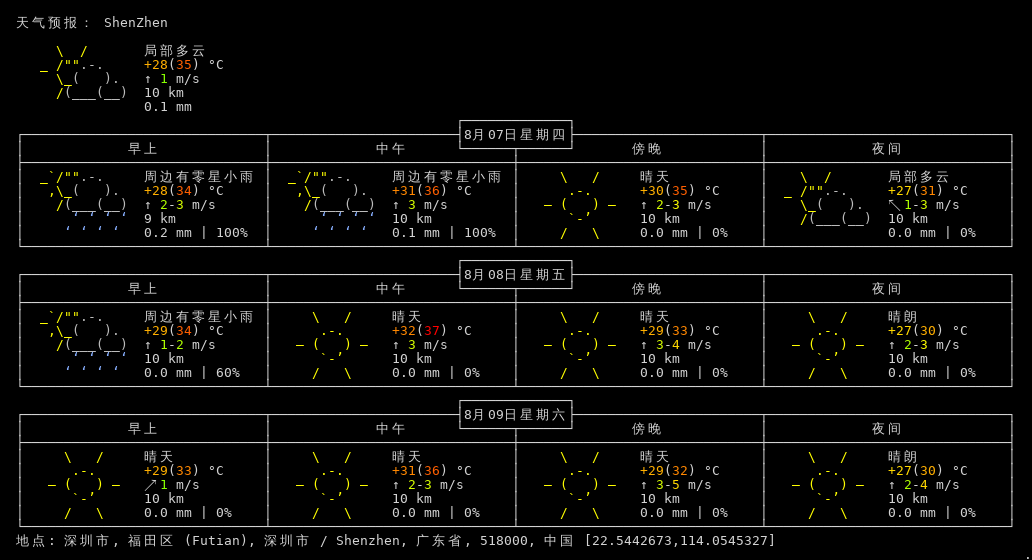 天气预报： ShenZhen
局部多云
+28(35) °C
↑ 1 m/s
10 km
0.1 mm
8月07日星期四
早上 中午 傍晚 夜间
周边有零星小雨 周边有零星小雨 晴天 局部多云
+28(34) °C +31(36) °C +30(35) °C +27(31) °C
↑ 2-3 m/s ↑ 3 m/s ↑ 2-3 m/s ↖ 1-3 m/s
9 km 10 km 10 km 10 km
0.2 mm | 100% 0.1 mm | 100% 0.0 mm | 0% 0.0 mm | 0%
8月08日星期五
早上 中午 傍晚 夜间
周边有零星小雨 晴天 晴天 晴朗
+29(34) °C +32(37) °C +29(33) °C +27(30) °C
↑ 1-2 m/s ↑ 3 m/s ↑ 3-4 m/s ↑ 2-3 m/s
10 km 10 km 10 km 10 km
0.0 mm | 60% 0.0 mm | 0% 0.0 mm | 0% 0.0 mm | 0%
8月09日星期六
早上 中午 傍晚 夜间
晴天 晴天 晴天 晴朗
+29(33) °C +31(36) °C +29(32) °C +27(30) °C
↗ 1 m/s ↑ 2-3 m/s ↑ 3-5 m/s ↑ 2-4 m/s
10 km 10 km 10 km 10 km
0.0 mm | 0% 0.0 mm | 0% 0.0 mm | 0% 0.0 mm | 0%
地点: 深圳市, 福田区 (Futian), 深圳市 / Shenzhen, 广东省, 518000, 中国 [22.5442673,114.0545327]